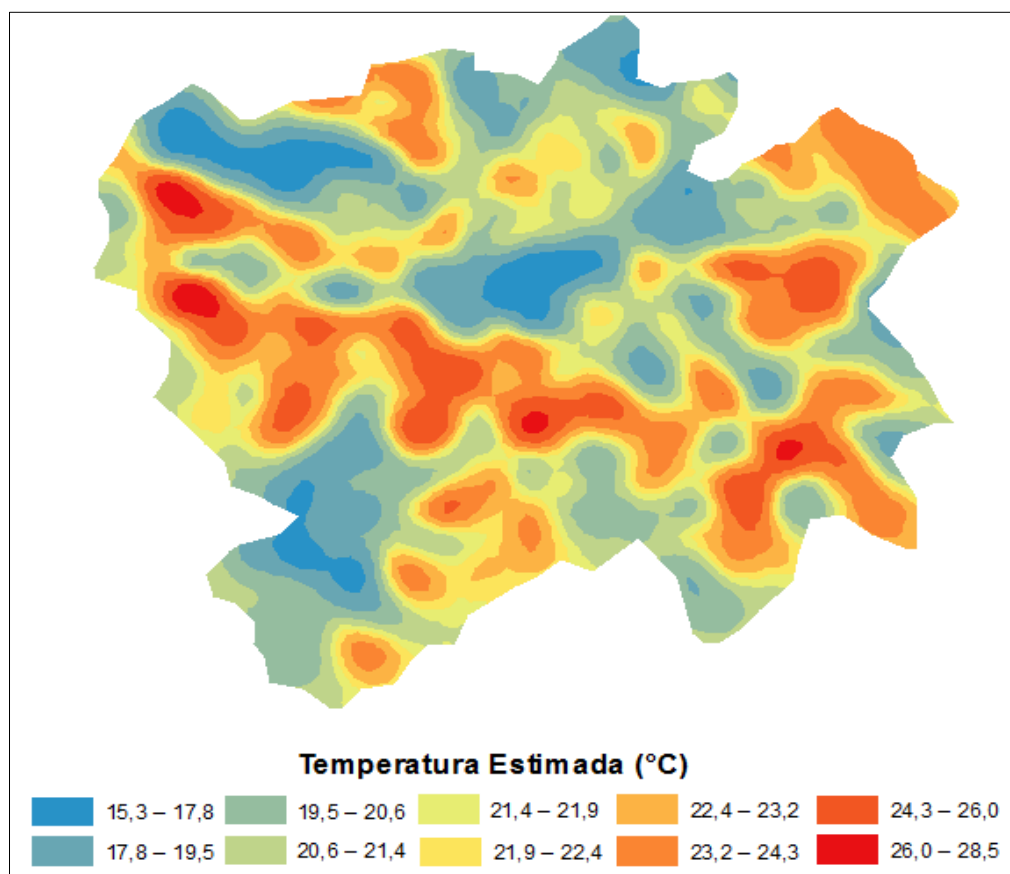 Temperatura Estimada (°C)
15,3 – 17,8 19,5 – 20,6 21,4 – 21,9 22,4 – 23,2 24,3 – 26,0
17,8 – 19,5 20,6 – 21,4 21,9 – 22,4 23,2 – 24,3 26,0 – 28,5